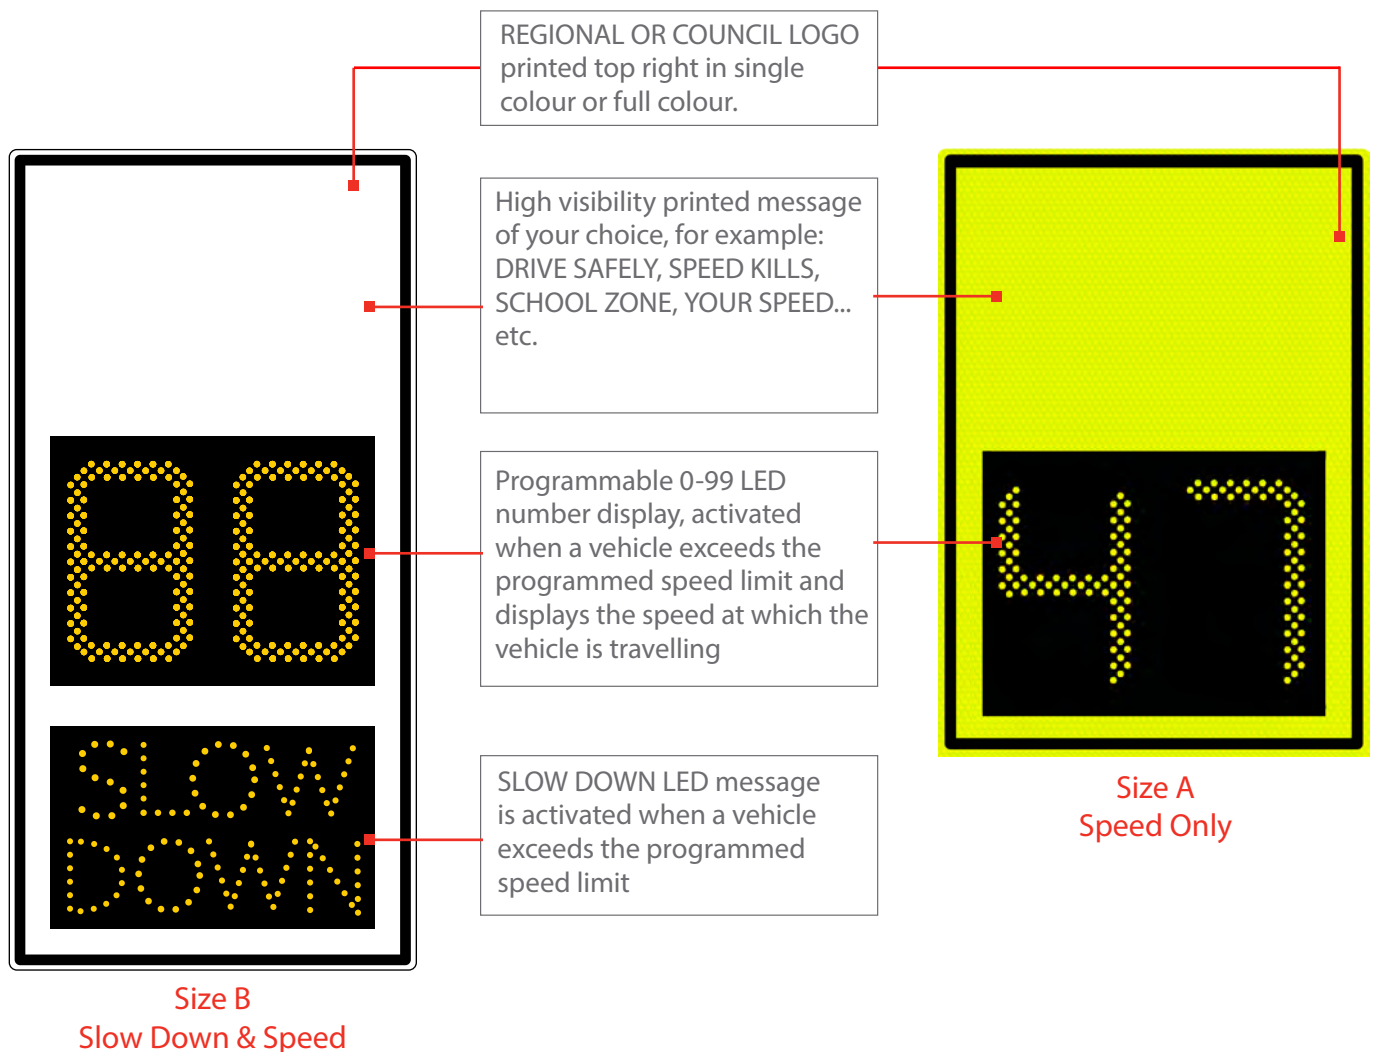 REGIONAL OR COUNCIL LOGO
printed top right in single
colour or full colour.
High visibility printed message
of your choice, for example:
DRIVE SAFELY, SPEED KILLS,
SCHOOL ZONE, YOUR SPEED...
etc.
Programmable 0-99 LED
number display, activated
when a vehicle exceeds the
programmed speed limit and
displays the speed at which the
vehicle is travelling
SLOW DOWN LED message
is activated when a vehicle
exceeds the programmed
speed limit
88
SLOW
DOWN
Size B
Slow Down & Speed
47
Size A
Speed Only